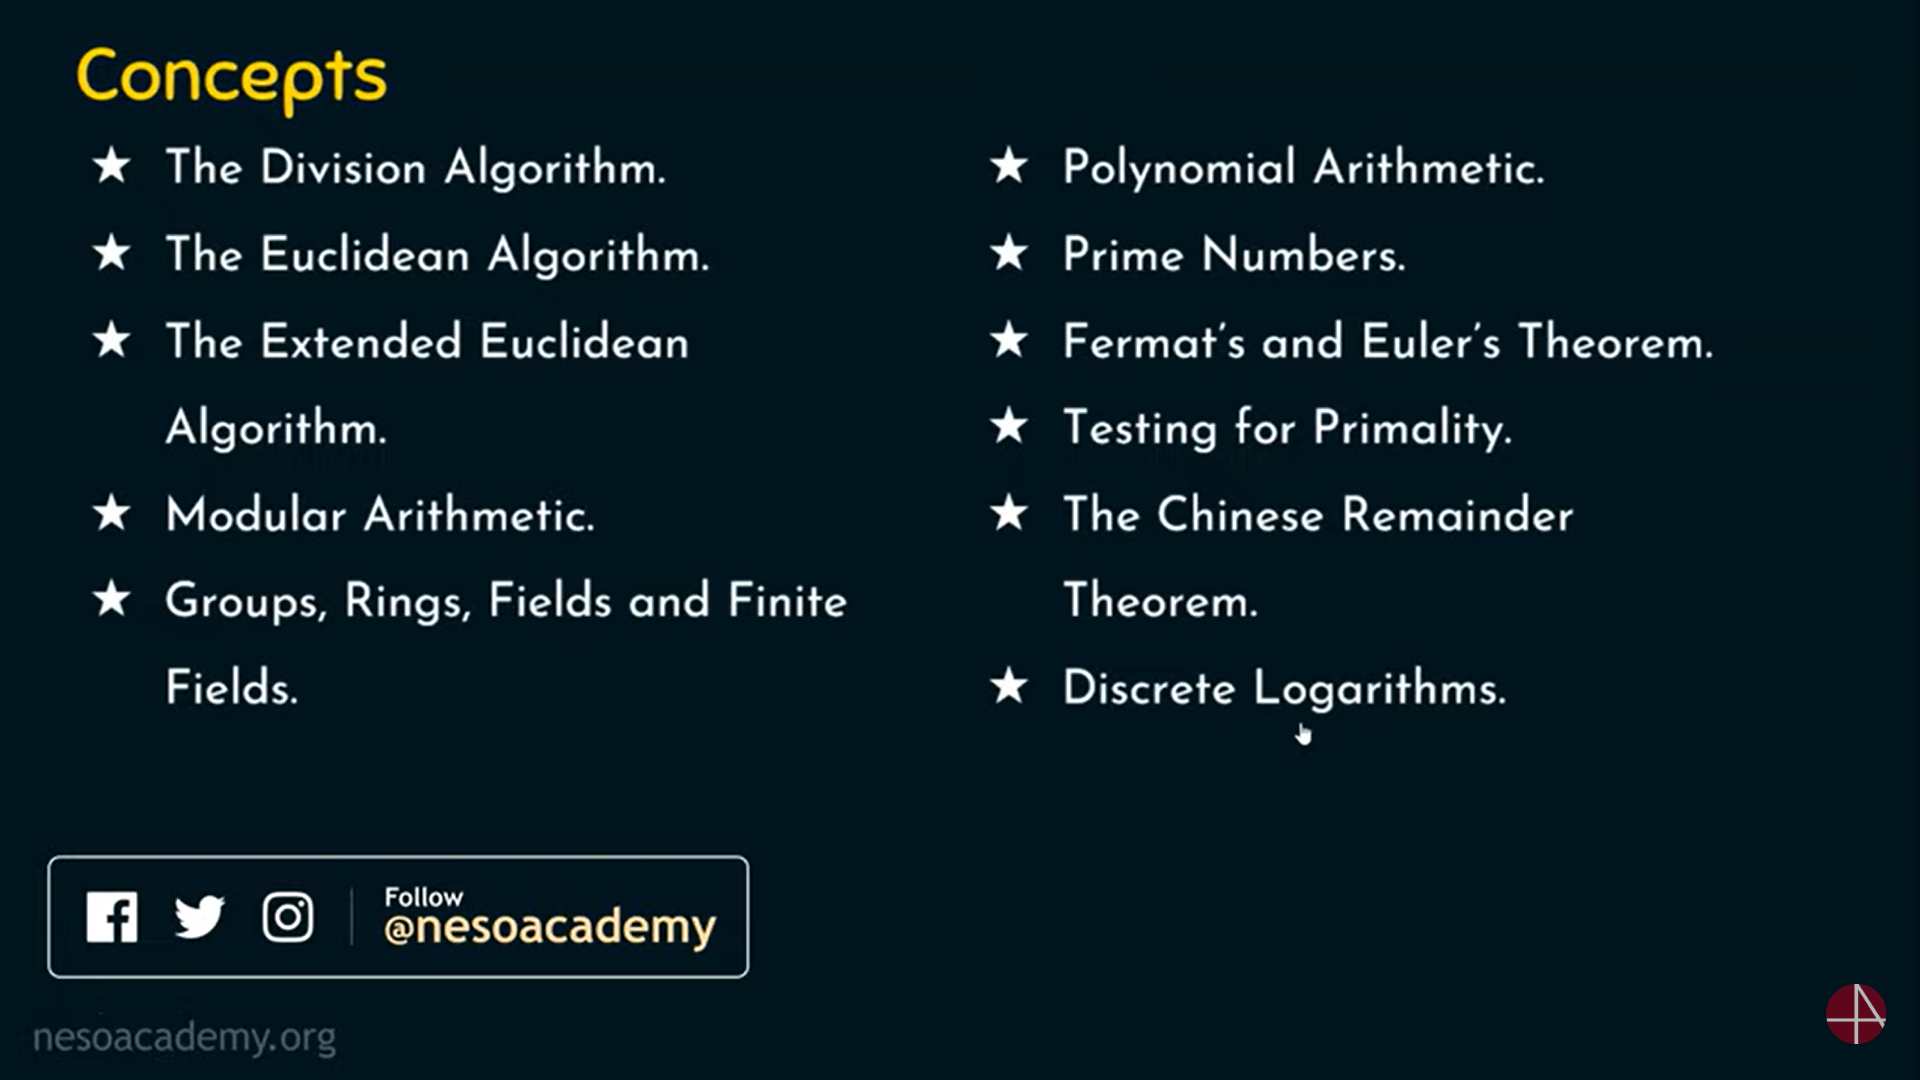 Concepts
★ The Division Algorithm.
★ The Euclidean Algorithm.
★ The Extended Euclidean
Algorithm.
★ Modular Arithmetic.
★ Groups, Rings, Fields and Finite
Fields.
★ Polynomial Arithmetic.
★ Prime Numbers.
★ Fermat's and Euler's Theorem.
★ Testing for Primality.
★ The Chinese Remainder
Theorem.
★ Discrete Logarithms.
Follow
@nesoacademy
nesoacademy.org